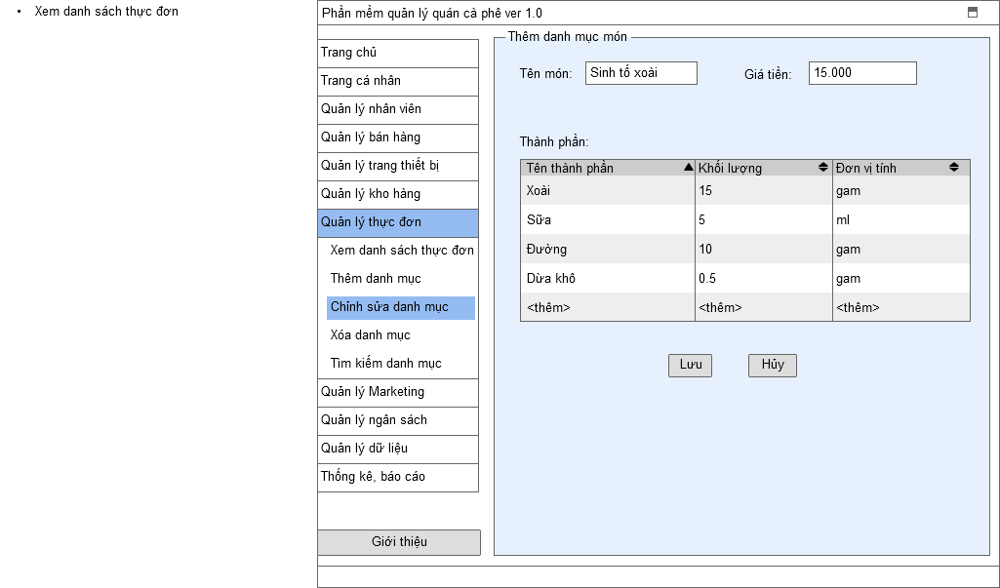 • Xem danh sách thực đơn
Phần mềm quản lý quán cà phê ver 1.0
Trang chủ
Trang cá nhân
Quản lý nhân viên
Quản lý bán hàng
Quản lý trang thiết bị
Quản lý kho hàng
Quản lý thực đơn
Xem danh sách thực đơn
Thêm danh mục
Chỉnh sửa danh mục
Xóa danh mục
Tìm kiếm danh mục
Quản lý Marketing
Quản lý ngân sách
Quản lý dữ liệu
Thống kê, báo cáo
Giới thiệu
Thêm danh mục món
Tên món: Sinh tố xoài Giá tiền: 15.000
Thành phần:
Tên thành phần Khối lượng Đơn vị tính
Xoài 15 gam
Sữa 5 ml
Đường 10 gam
Dừa khô 0.5 gam
<thêm> <thêm> <thêm>
Lưu Hủy